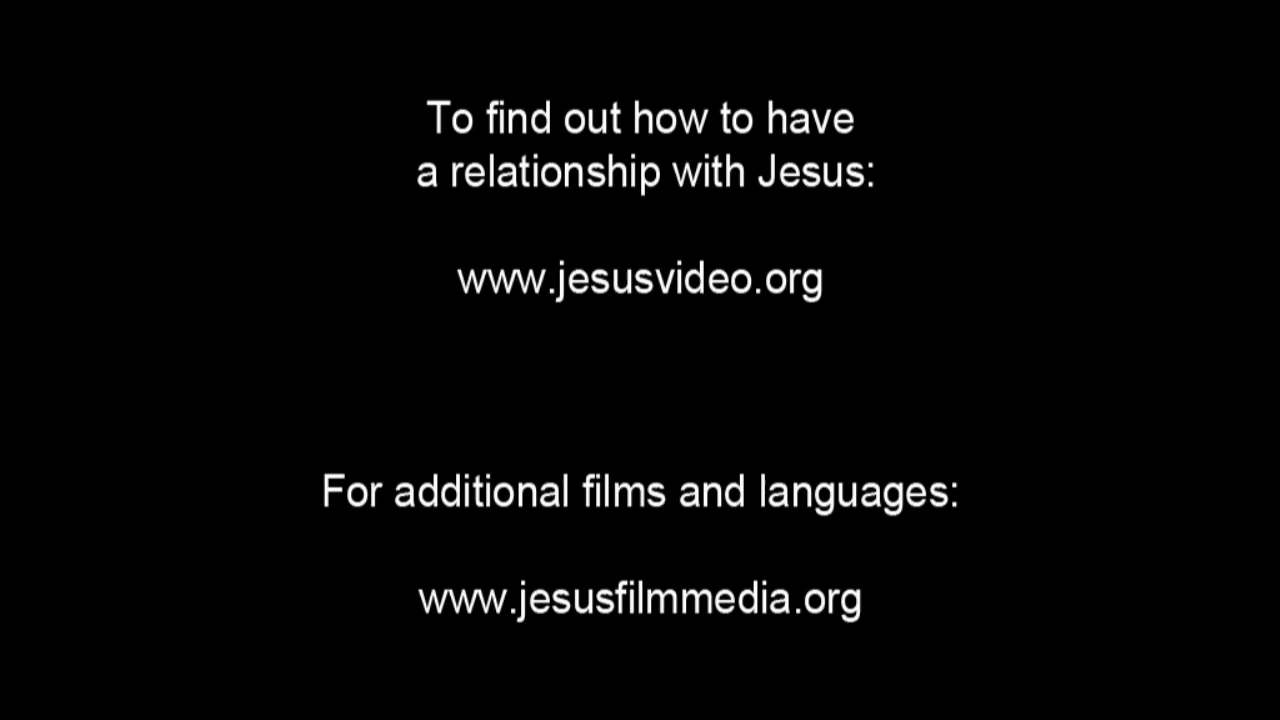 To find out how to have
a relationship with Jesus:
www.jesusvideo.org
For additional films and languages:
www.jesusfilmmedia.org